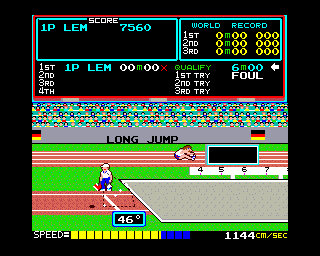 SCORE
1P LEM 7560
WORLD RECORD
1ST 0m00 000
2ND 0m00 000
3RD 0m00 000
1ST 1P LEM 00m00 X
2ND
3RD
4TH
QUALIFY 6m00 ←
1ST TRY FOUL
2ND TRY
3RD TRY
LONG JUMP
4 5 6 7 8
46°
SPEED= 1144CM/SEC